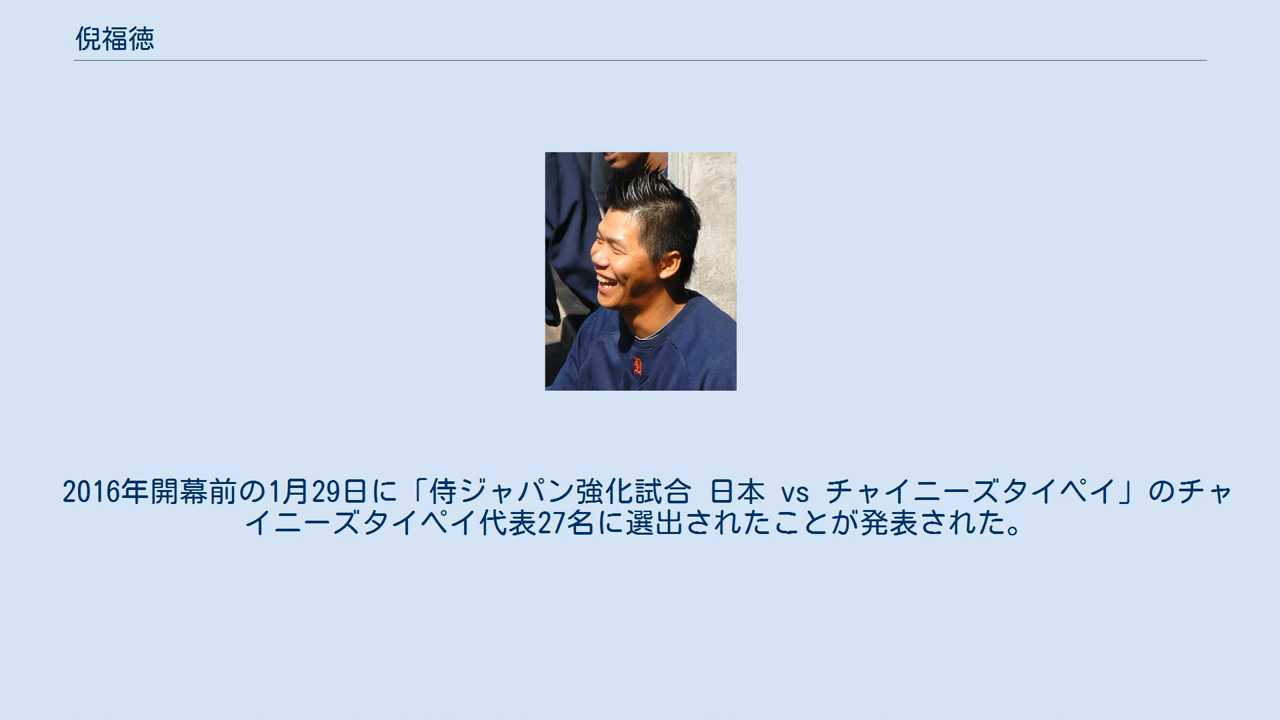 倪福徳
2016年開幕前の1月29日に「侍ジャパン強化試合 日本 vs チャイニーズタイペイ」のチャ
イニーズタイペイ代表27名に選出されたことが発表された。